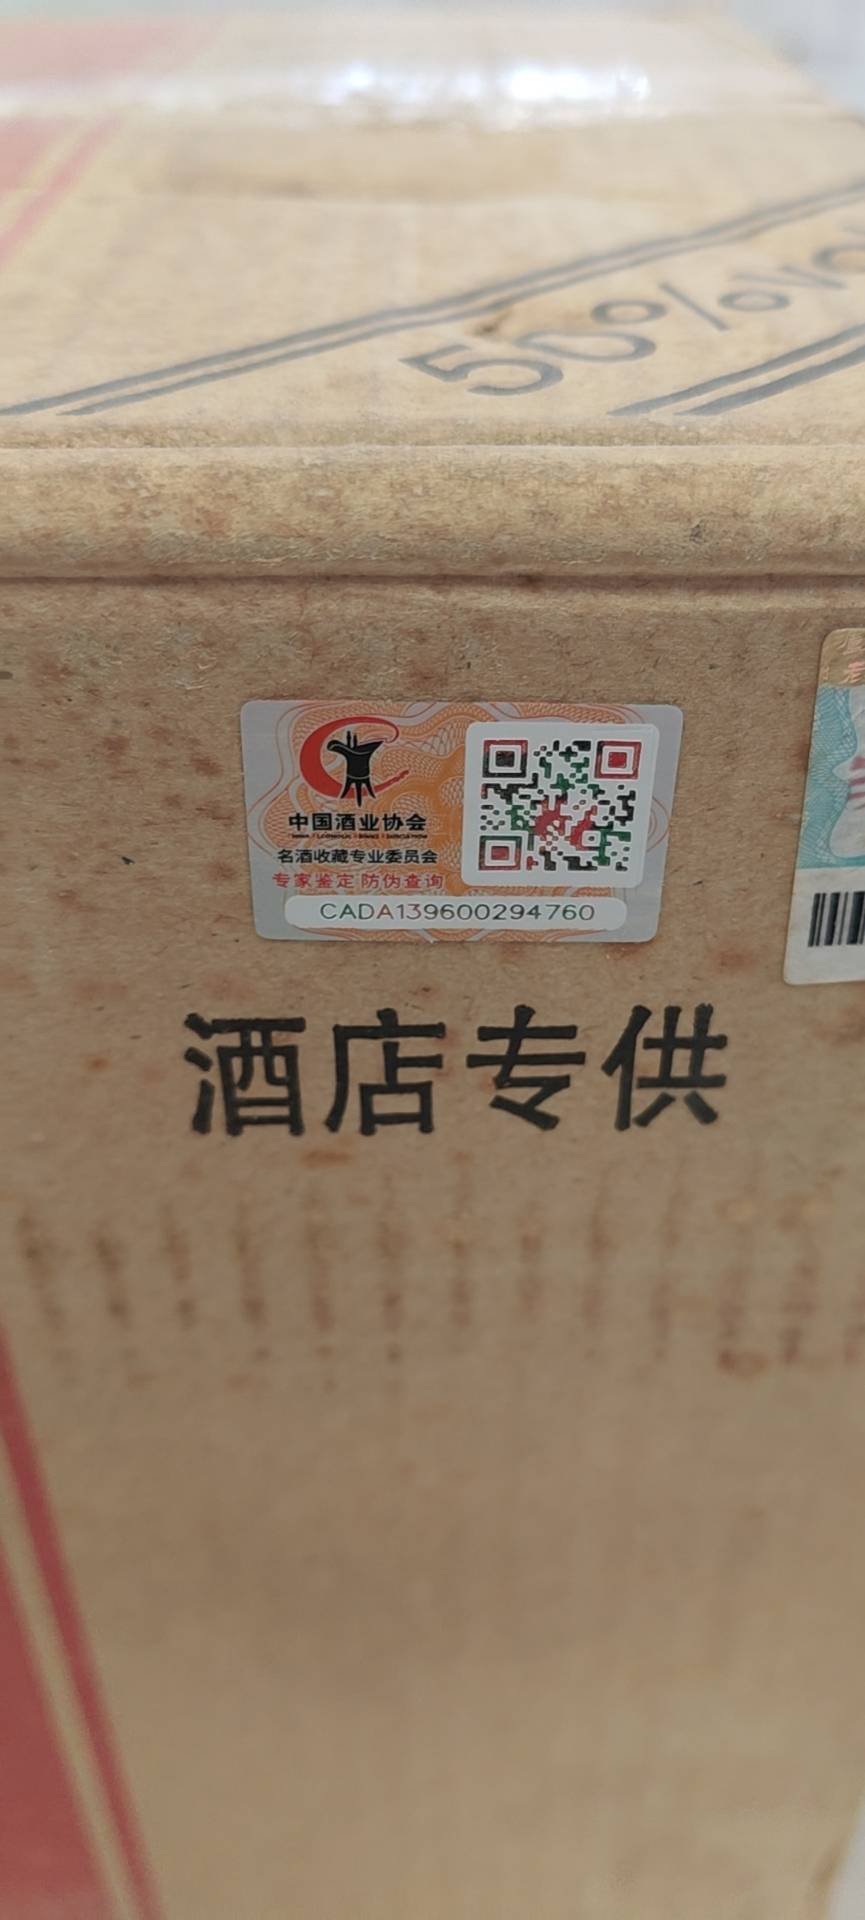 50%vol
中国酒业协会
名酒收藏专业委员会
专家鉴定 防伪查询
CADA139600294760
酒店专供